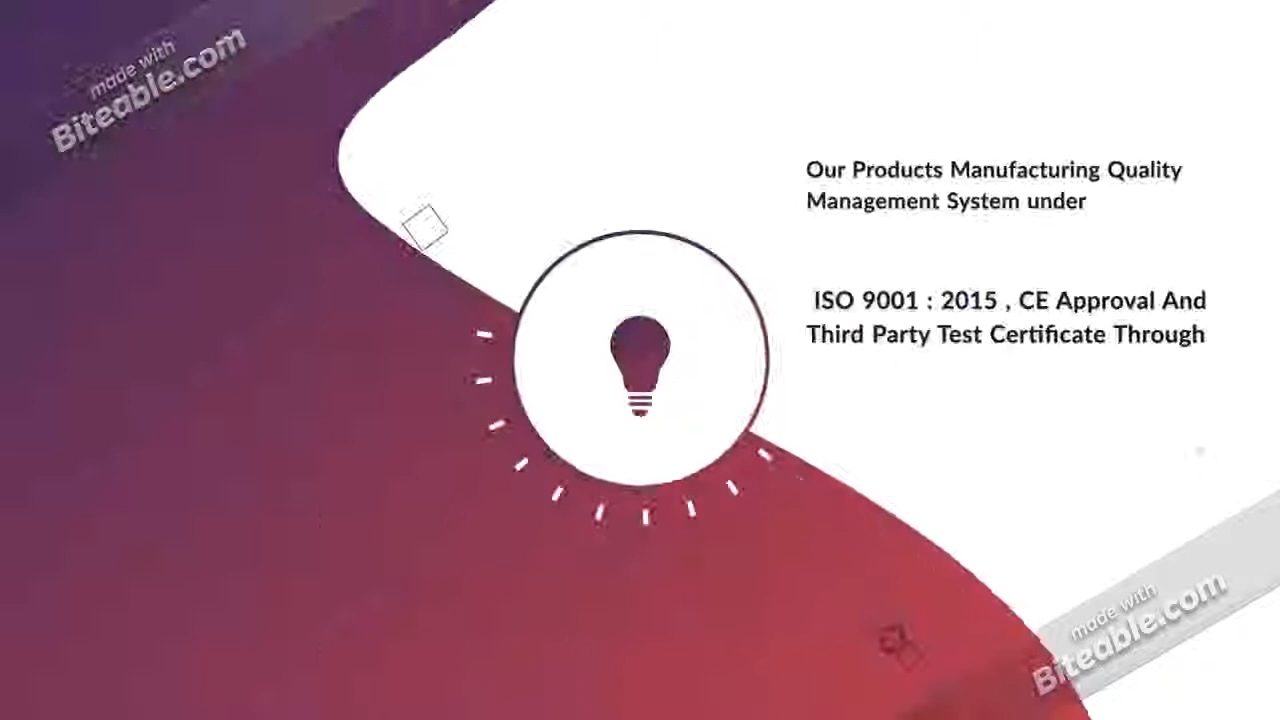 made with
Biteable.com
Our Products Manufacturing Quality
Management System under
ISO 9001 : 2015 , CE Approval And
Third Party Test Certificate Through
made with
Biteable.com